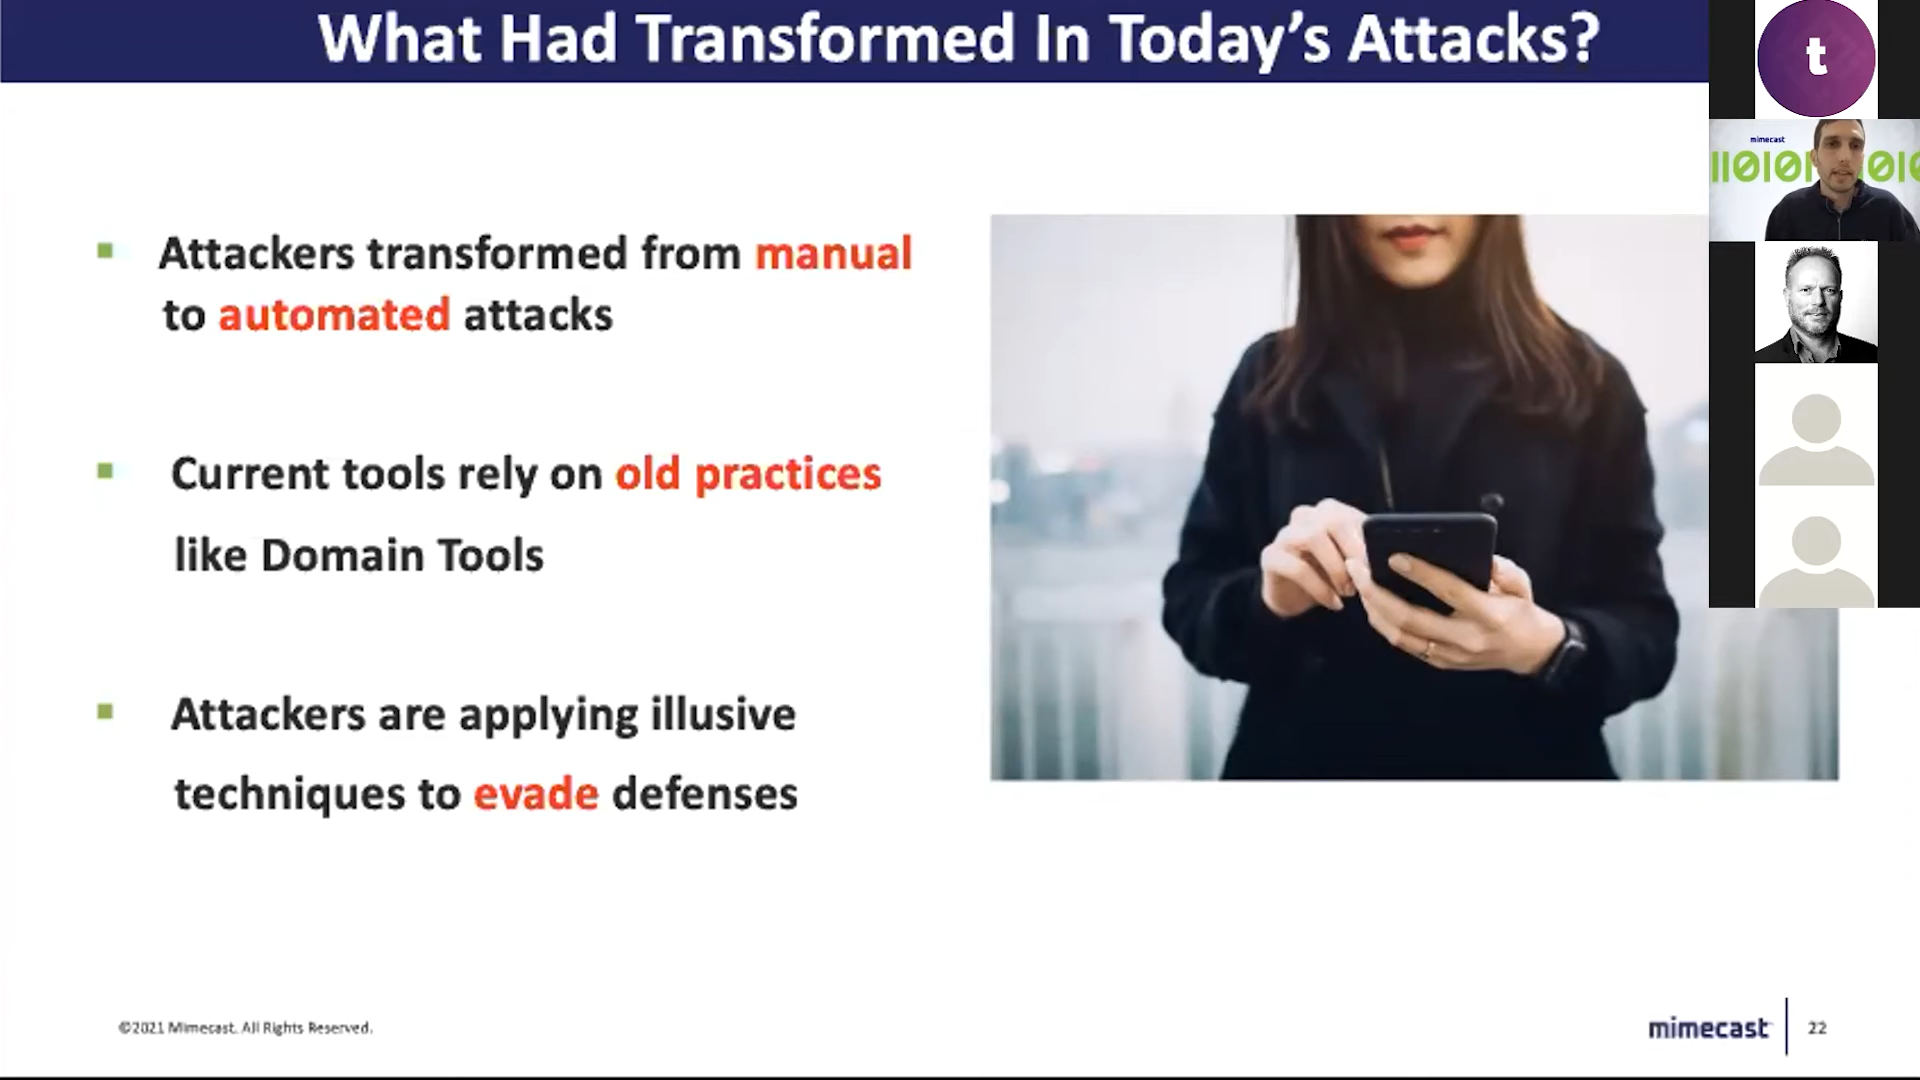 What Had Transformed In Today’s Attacks?
t
mimecast
Attackers transformed from manual
to automated attacks
Current tools rely on old practices
like Domain Tools
Attackers are applying illusive
techniques to evade defenses
©2021 Mimecast. All Rights Reserved.
mimecast
22